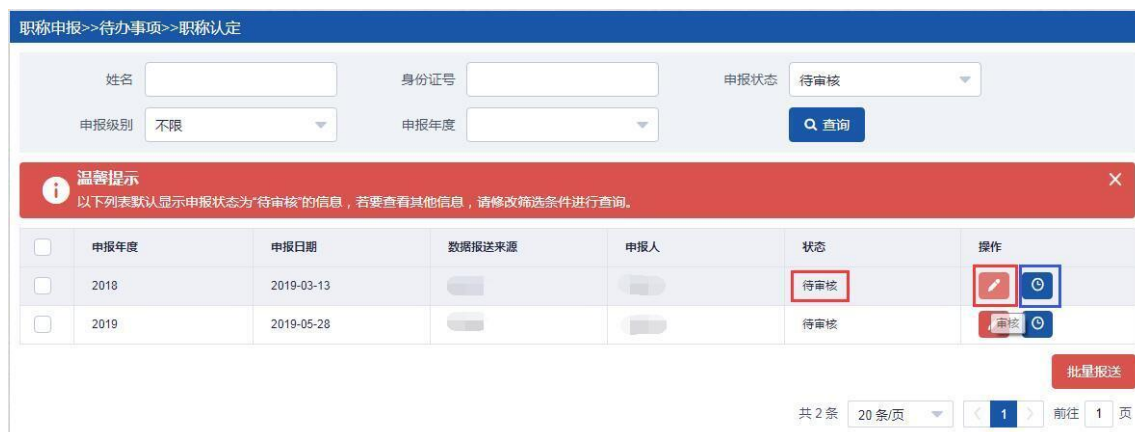 职称申报>>待办事项>>职称认定
姓名 身份证号 申报状态 待审核
申报级别 不限 申报年度 查询
温馨提示
以下列表默认显示申报状态为“待审核”的信息，若要查看其他信息，请修改筛选条件进行查询。
申报年度 申报日期 数据报送来源 申报人 状态 操作
2018 2019-03-13 待审核
2019 2019-05-28 待审核 审核
批量报送
共 2 条 20 条/页 1 前往 1 页